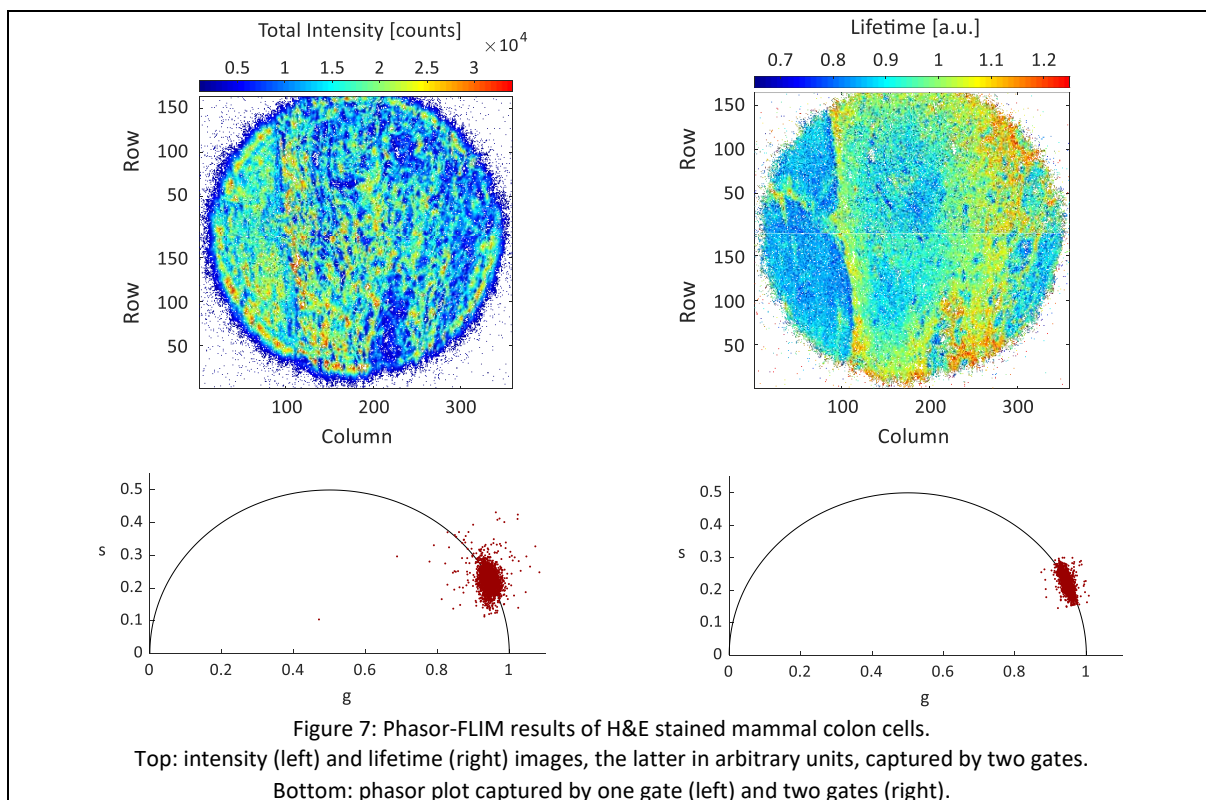 Total Intensity [counts]
×10⁴
0.5 1 1.5 2 2.5 3
150
100
50
150
100
50
Row
Row
100 200 300
Column
Lifetime [a.u.]
0.7 0.8 0.9 1 1.1 1.2
150
100
50
150
100
50
Row
Row
100 200 300
Column
0.5
0.4
0.3
0.2
0.1
0
s
0 0.2 0.4 0.6 0.8 1
g
0.5
0.4
0.3
0.2
0.1
0
s
0 0.2 0.4 0.6 0.8 1
g
Figure 7: Phasor-FLIM results of H&E stained mammal colon cells.
Top: intensity (left) and lifetime (right) images, the latter in arbitrary units, captured by two gates.
Bottom: phasor plot captured by one gate (left) and two gates (right).